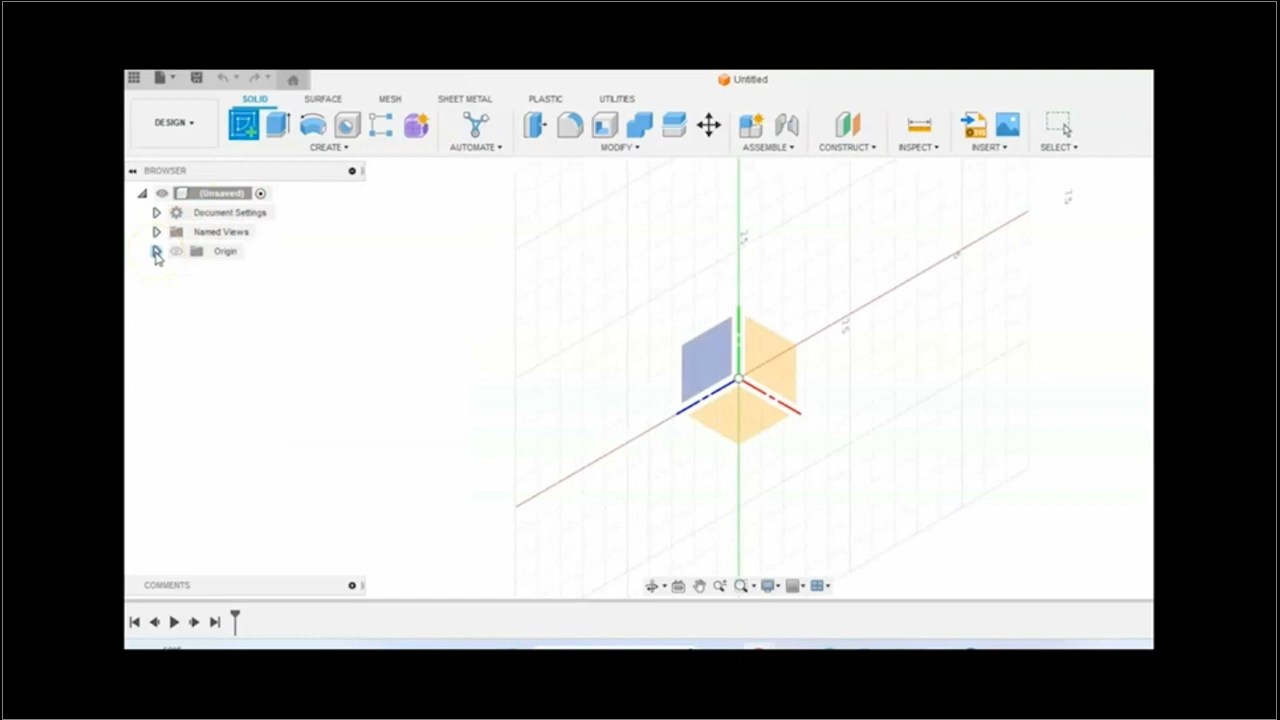 Untitled
SOLID SURFACE MESH SHEET METAL PLASTIC UTILITIES
DESIGN
CREATE AUTOMATE MODIFY ASSEMBLE CONSTRUCT INSPECT INSERT SELECT
BROWSER
(Unsaved)
Document Settings
Named Views
Origin
COMMENTS